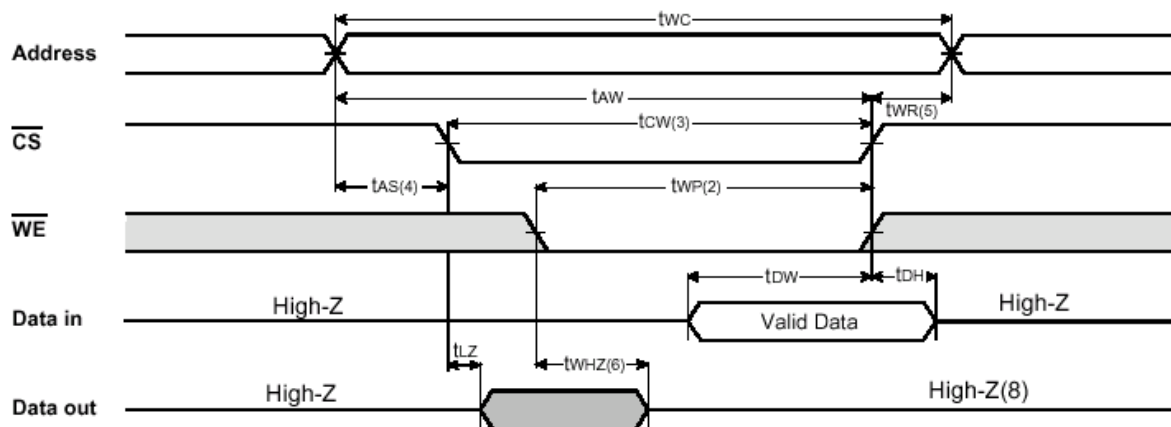 tWC
Address
tAW
tWR(5)
CS
tCW(3)
tAS(4)
tWP(2)
WE
tDW
tDH
High-Z
High-Z
Data in
Valid Data
tLZ
tWHZ(6)
High-Z
High-Z(8)
Data out